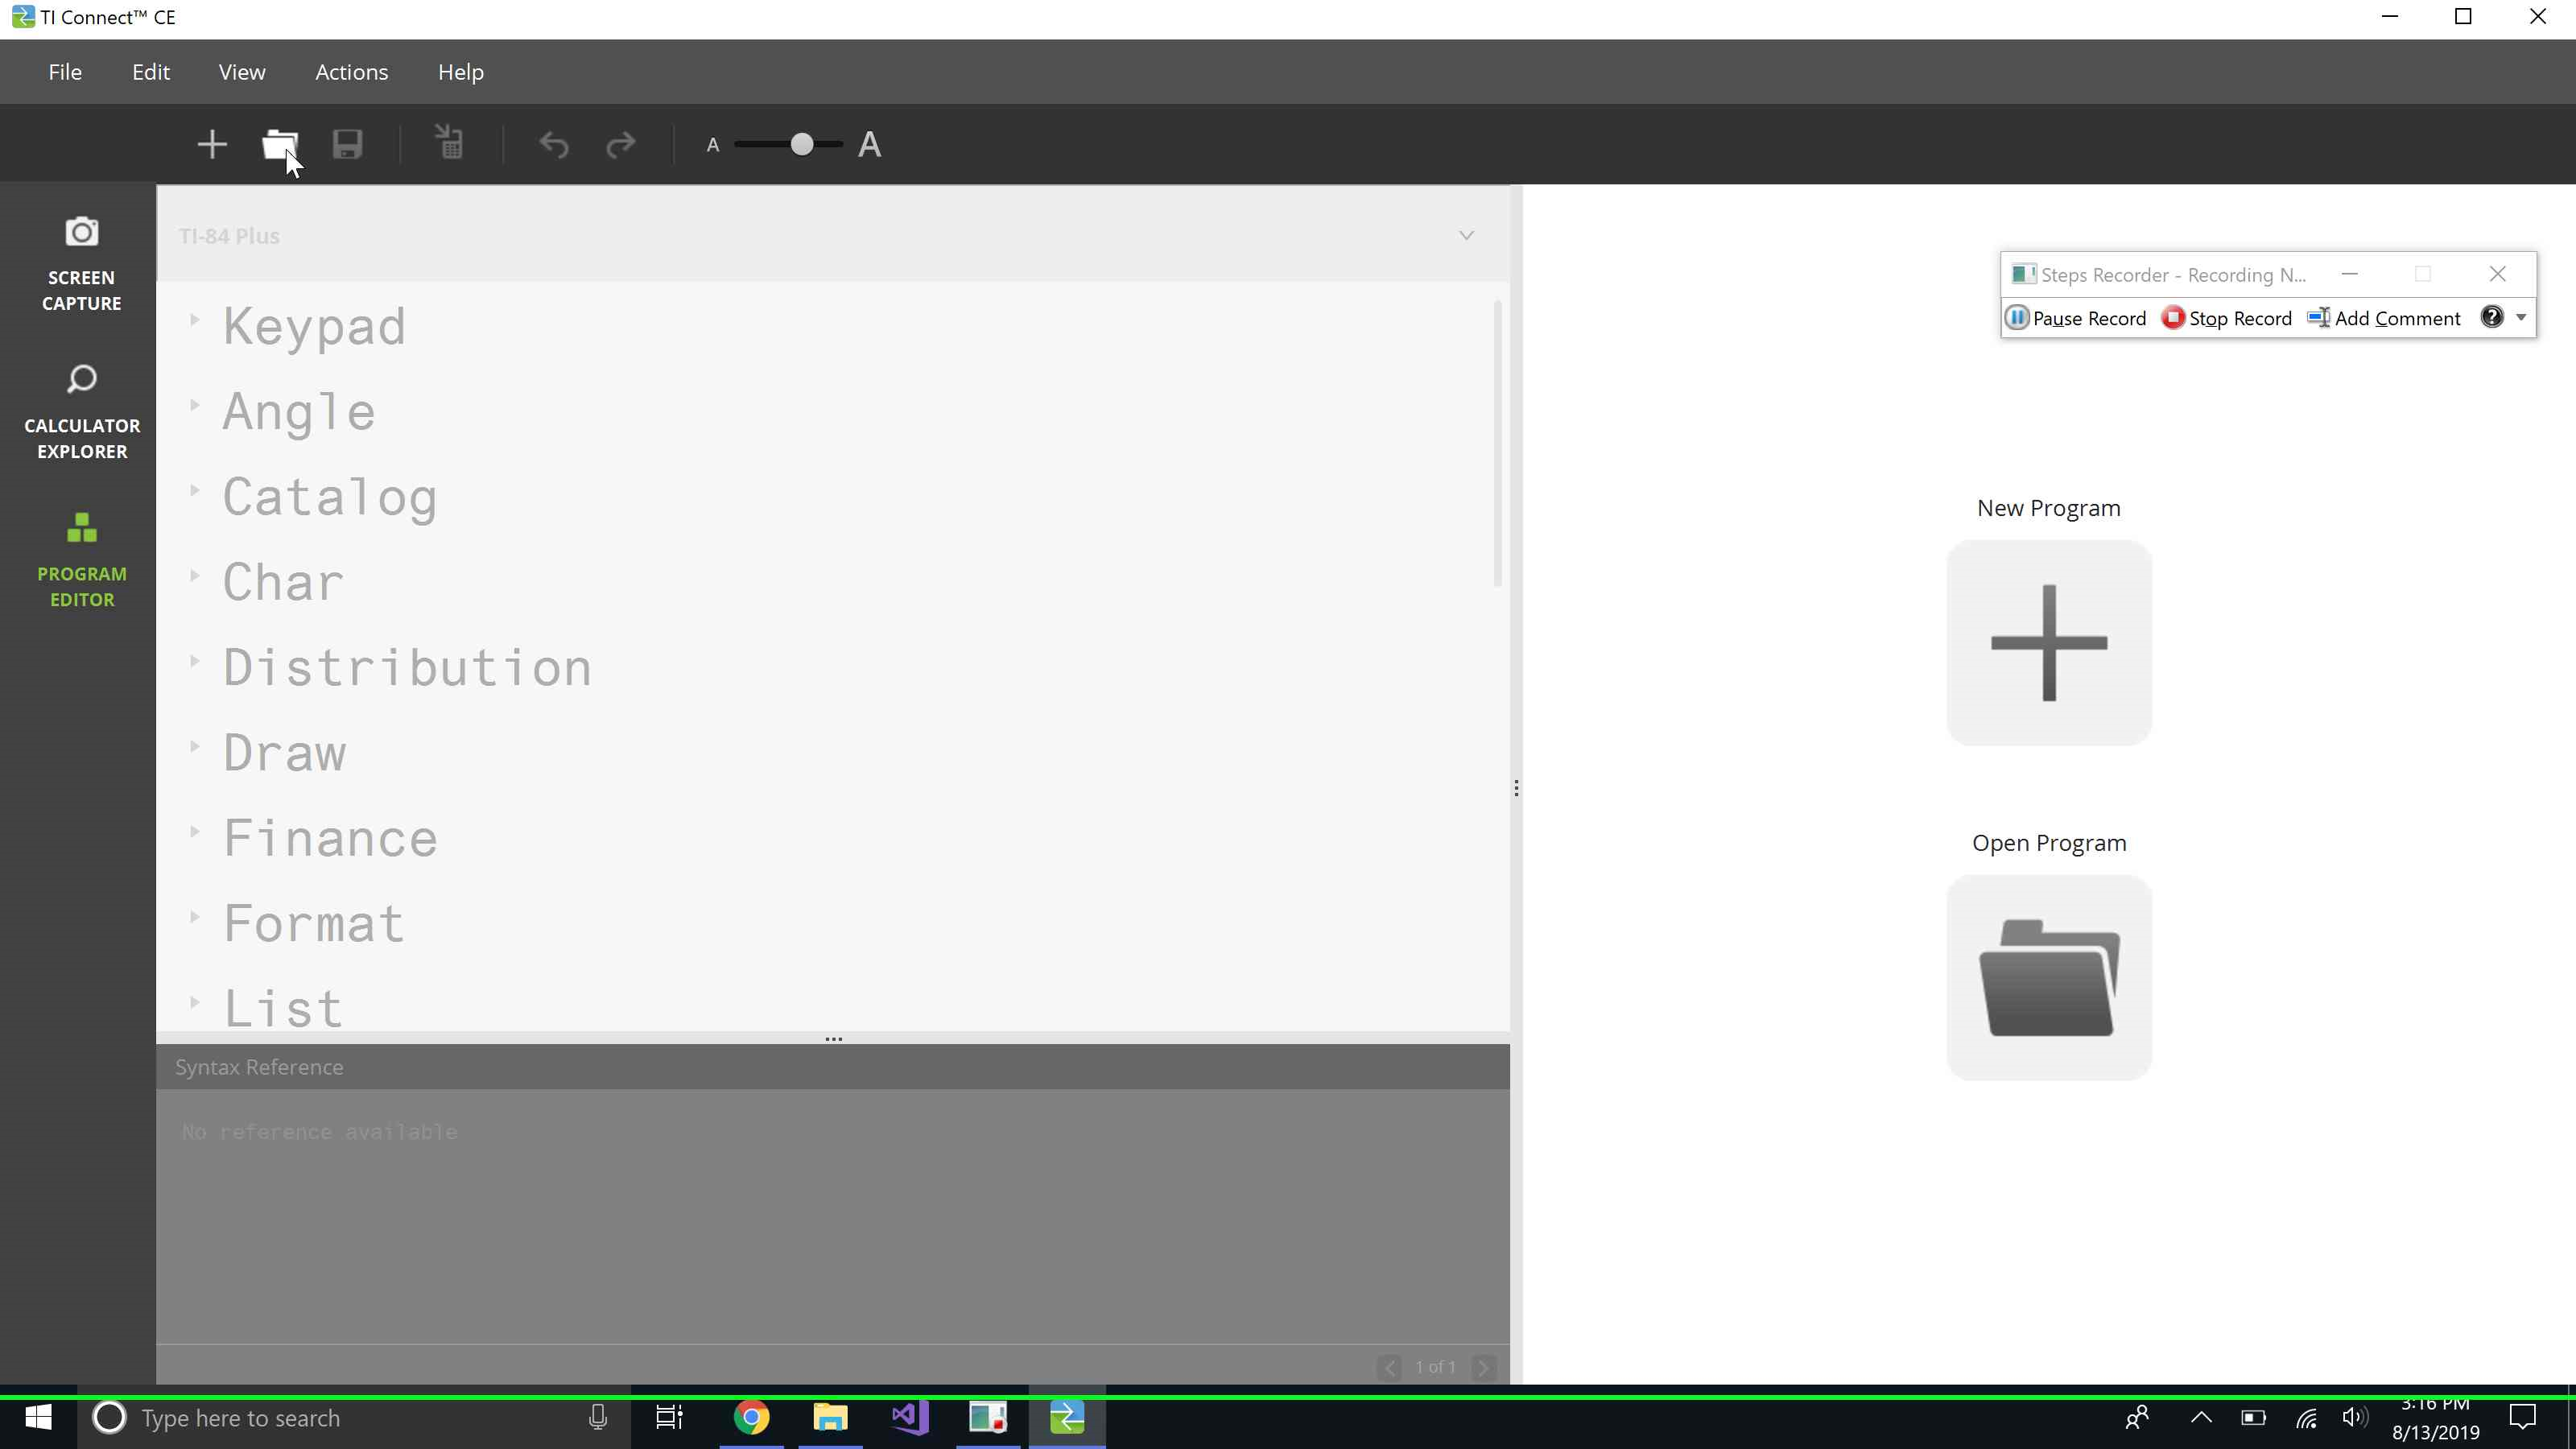 TI Connect™ CE
File Edit View Actions Help
A A
SCREEN
CAPTURE
CALCULATOR
EXPLORER
PROGRAM
EDITOR
TI-84 Plus
Keypad
Angle
Catalog
Char
Distribution
Draw
Finance
Format
List
Syntax Reference
No reference available
1 of 1
Steps Recorder - Recording N...
Pause Record Stop Record Add Comment
New Program
Open Program
Type here to search
3:16 PM
8/13/2019